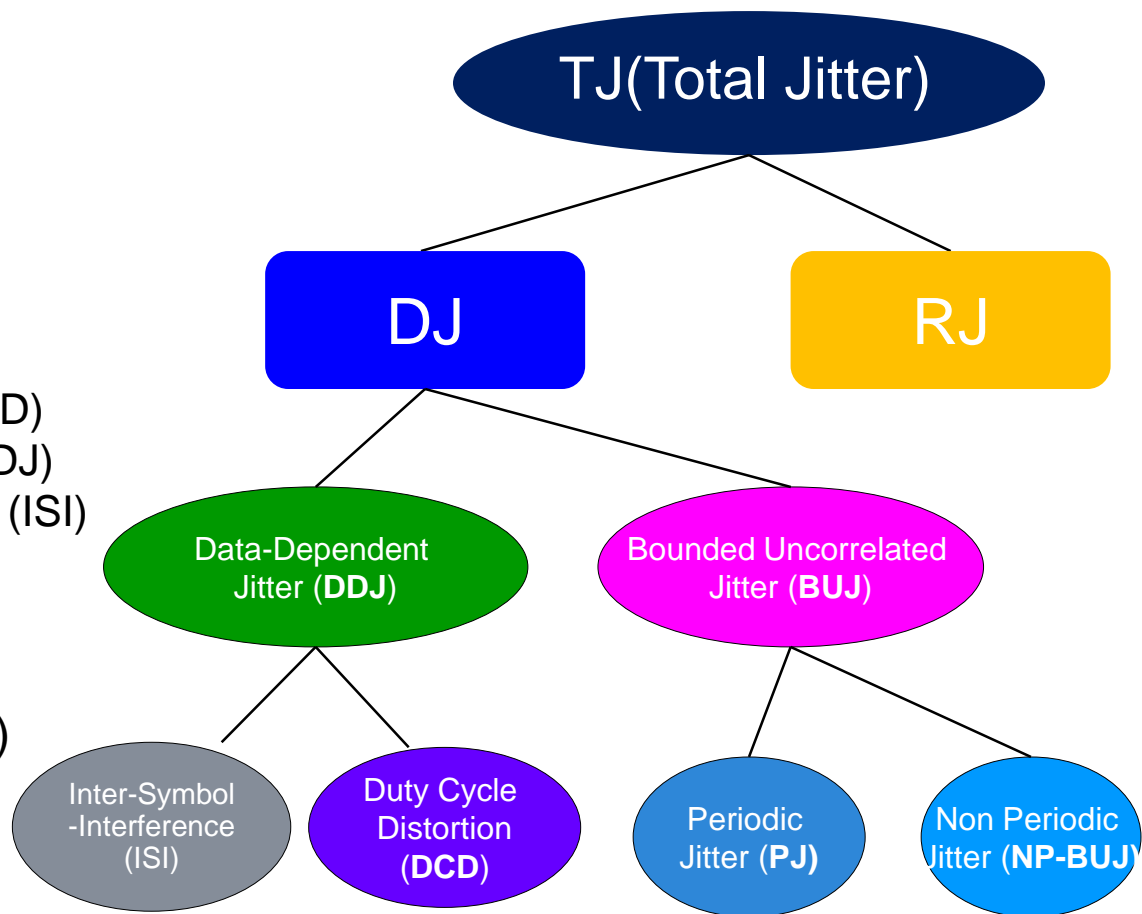 TJ(Total Jitter)
DJ
RJ
D)
DJ)
(ISI)
Data-Dependent
Jitter (DDJ)
Bounded Uncorrelated
Jitter (BUJ)
)
Inter-Symbol
-Interference
(ISI)
Duty Cycle
Distortion
(DCD)
Periodic
Jitter (PJ)
Non Periodic
Jitter (NP-BUJ)